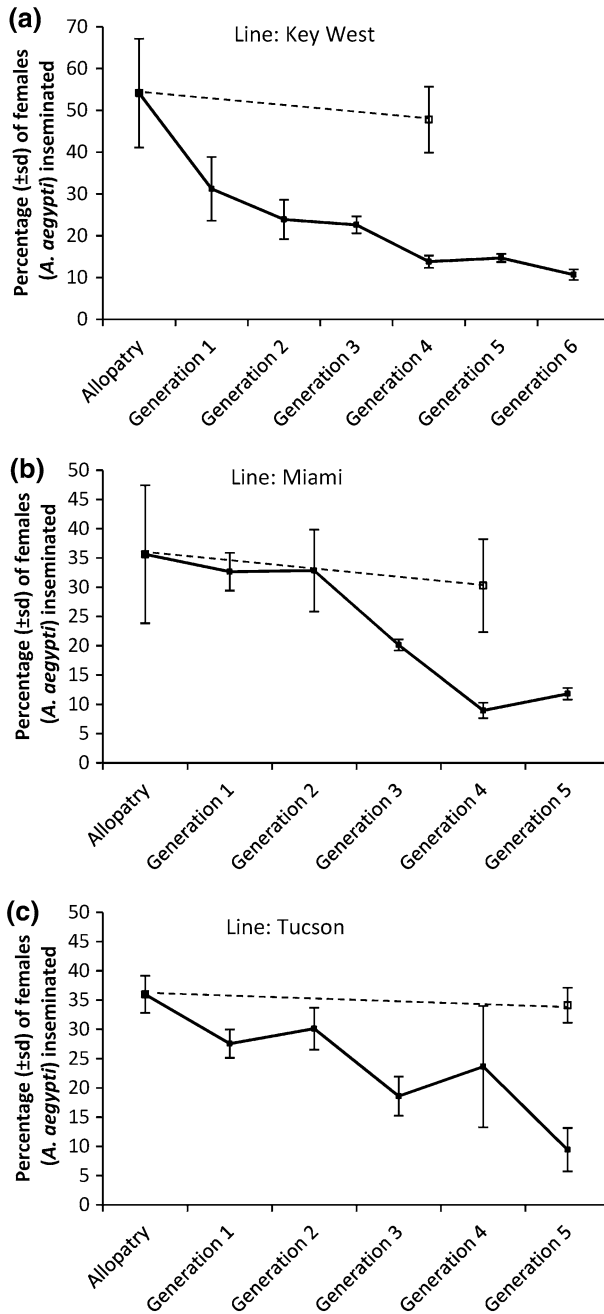 (a)
Line: Key West
Percentage (±sd) of females
(A. aegypti) inseminated
70
60
50
40
30
20
10
0
Allopatry
Generation 1
Generation 2
Generation 3
Generation 4
Generation 5
Generation 6
(b)
Line: Miami
Percentage (±sd) of females
(A. aegypti) inseminated
50
45
40
35
30
25
20
15
10
5
0
Allopatry
Generation 1
Generation 2
Generation 3
Generation 4
Generation 5
(c)
Line: Tucson
Percentage (±sd) of females
(A. aegypti) inseminated
50
45
40
35
30
25
20
15
10
5
0
Allopatry
Generation 1
Generation 2
Generation 3
Generation 4
Generation 5